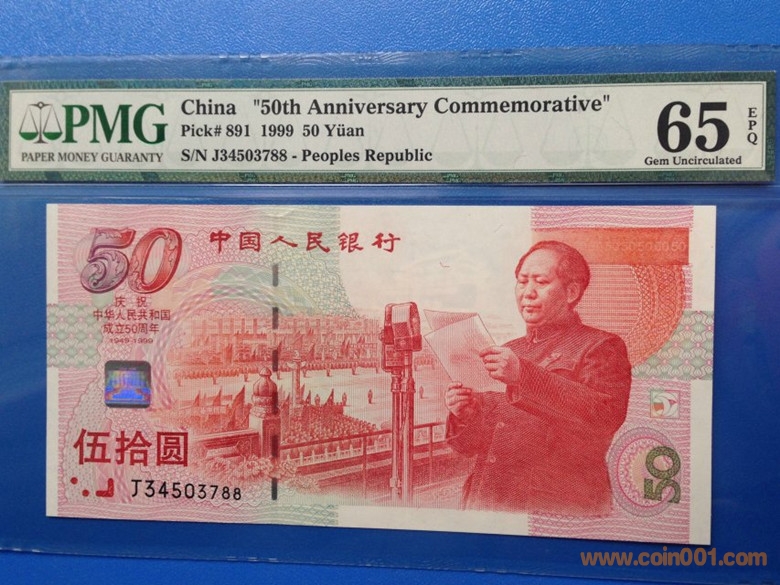 PMG
PAPER MONEY GUARANTY
China "50th Anniversary Commemorative"
Pick# 891 1999 50 Yüan
S/N J34503788 - Peoples Republic
65
EPQ
Gem Uncirculated
50
中国人民银行
庆祝
中华人民共和国
成立50周年
1949-1999
伍拾圆
J34503788
50
www.coin001.com